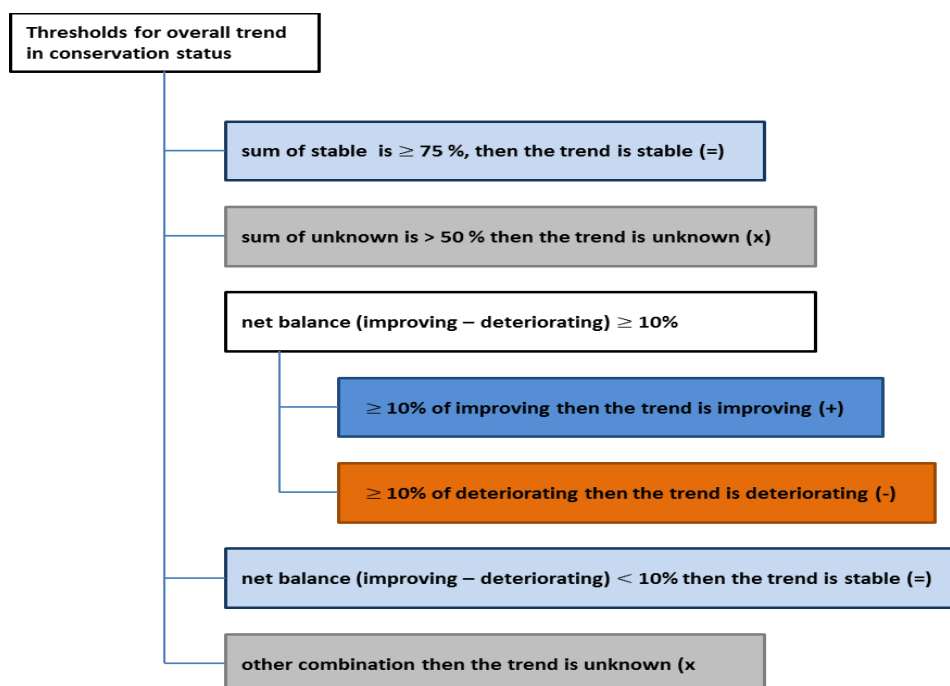 Thresholds for overall trend
in conservation status
sum of stable is ≥ 75 %, then the trend is stable (=)
sum of unknown is > 50 % then the trend is unknown (x)
net balance (improving – deteriorating) ≥ 10%
≥ 10% of improving then the trend is improving (+)
≥ 10% of deteriorating then the trend is deteriorating (-)
net balance (improving – deteriorating) < 10% then the trend is stable (=)
other combination then the trend is unknown (x